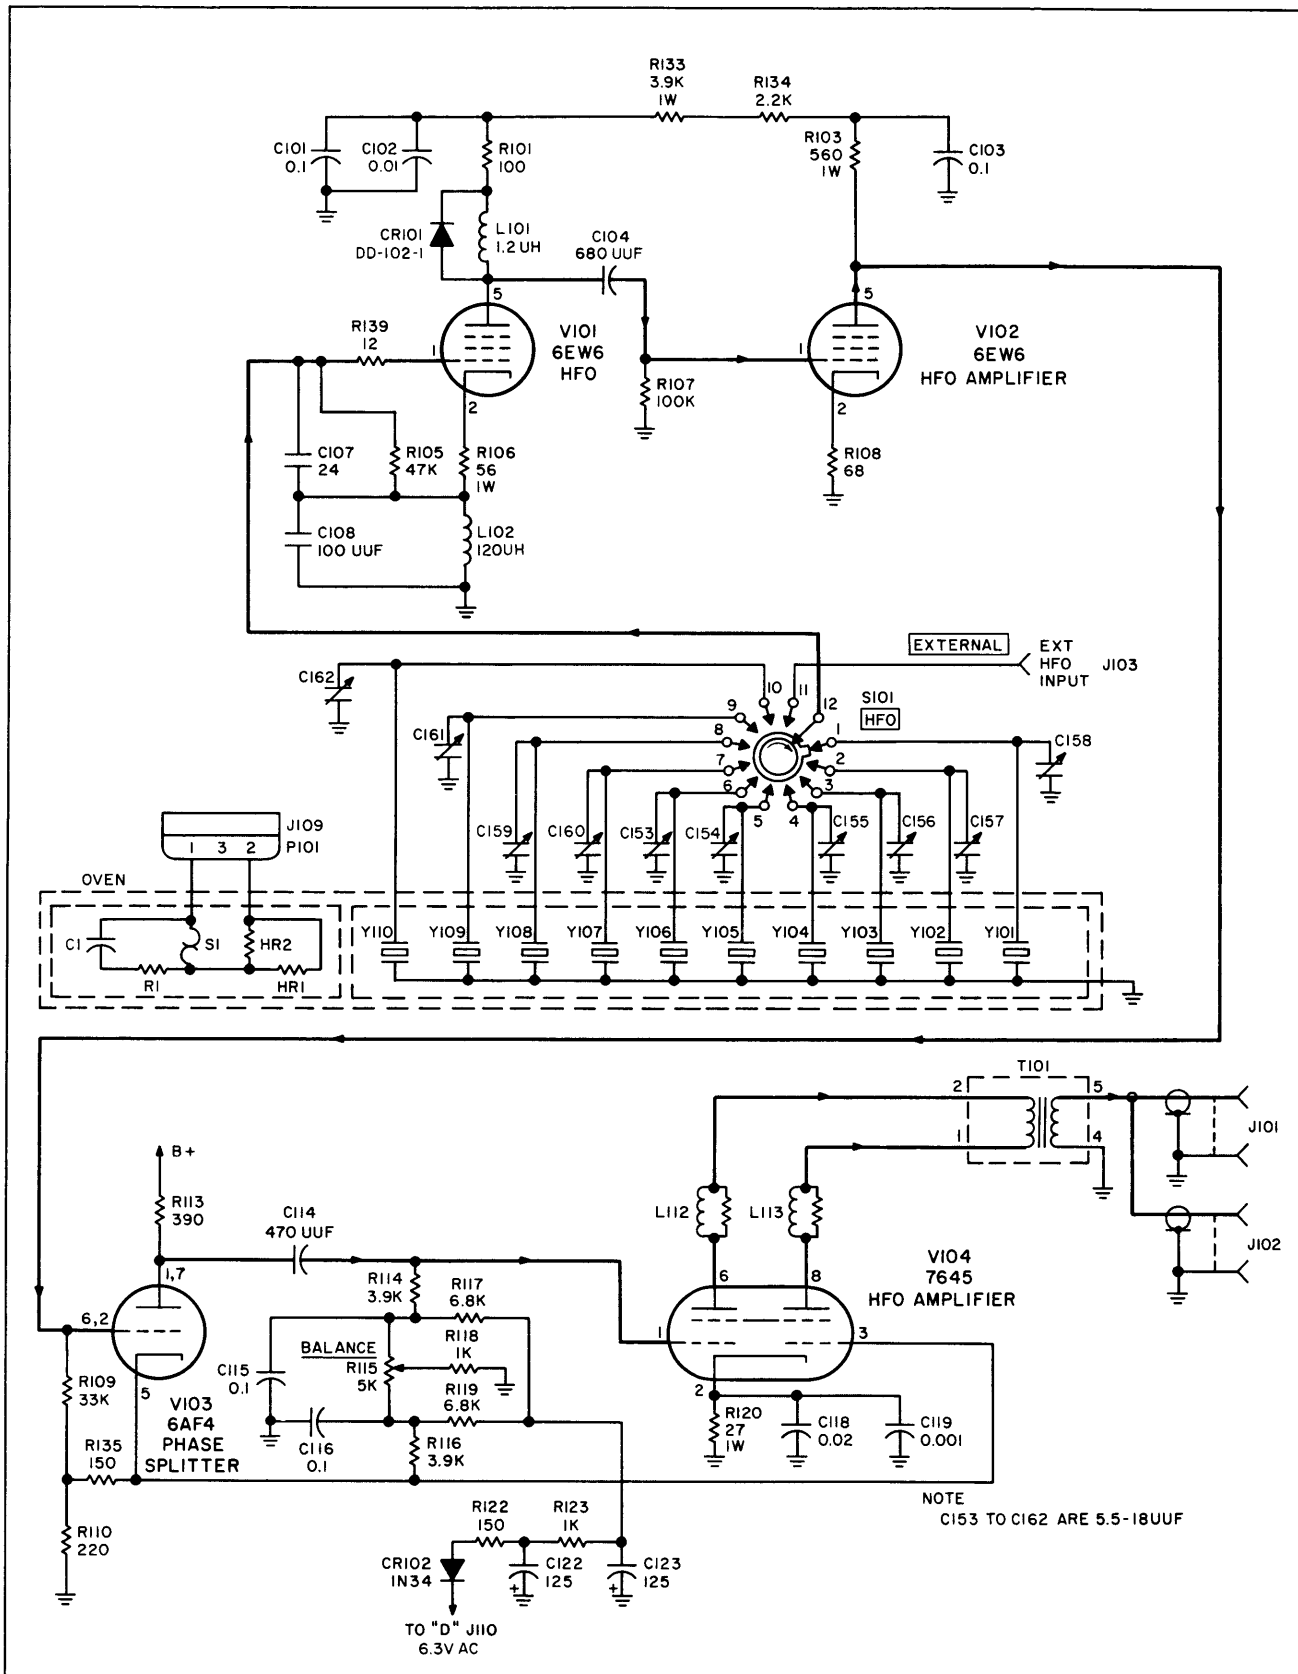 R133
3.9K
1W
R134
2.2K
C101
0.1
C102
0.01
R101
100
R103
560
1W
C103
0.1
CR101
DD-102-1
L101
1.2UH
C104
680 UUF
5
5
R139
12
1
V101
6EW6
HFO
1
V102
6EW6
HFO AMPLIFIER
2
R107
100K
2
C107
24
R105
47K
R106
56
1W
R108
68
C108
100 UUF
L102
120UH
EXTERNAL
EXT
HFO
INPUT
J103
C162
10
11
S101
HFO
9
12
C161
8
1
C158
7
2
6
3
5
4
C159
C160
C153
C154
C155
C156
C157
J109
1 3 2
P101
OVEN
C1
S1
HR2
R1
HR1
Y110
Y109
Y108
Y107
Y106
Y105
Y104
Y103
Y102
Y101
T101
2
5
1
4
J101
B+
R113
390
C114
470 UUF
L112
L113
J102
1,7
R114
3.9K
R117
6.8K
6
8
V104
7645
HFO AMPLIFIER
6,2
BALANCE
R115
5K
R118
1K
1
3
C115
0.1
R109
33K
5
R119
6.8K
2
V103
6AF4
PHASE
SPLITTER
R120
27
1W
C118
0.02
C119
0.001
R135
150
C116
0.1
R116
3.9K
NOTE
C153 TO C162 ARE 5.5-18UUF
R110
220
R122
150
R123
1K
CR102
1N34
C122
125
+
C123
125
+
TO "D" J110
6.3V AC